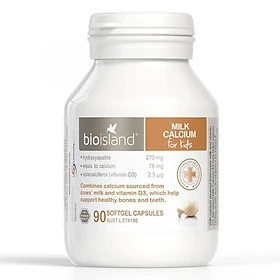 bioisland
MILK
CALCIUM
For Kids
• hydroxyapatite 270 mg
• equiv. to calcium 78 mg
• colecalciferol (vitamin D3) 2.5 µg
Combines calcium sourced from
cows' milk and vitamin D3, which help
support healthy bones and teeth.
90 SOFTGEL CAPSULES
AUST L 274196